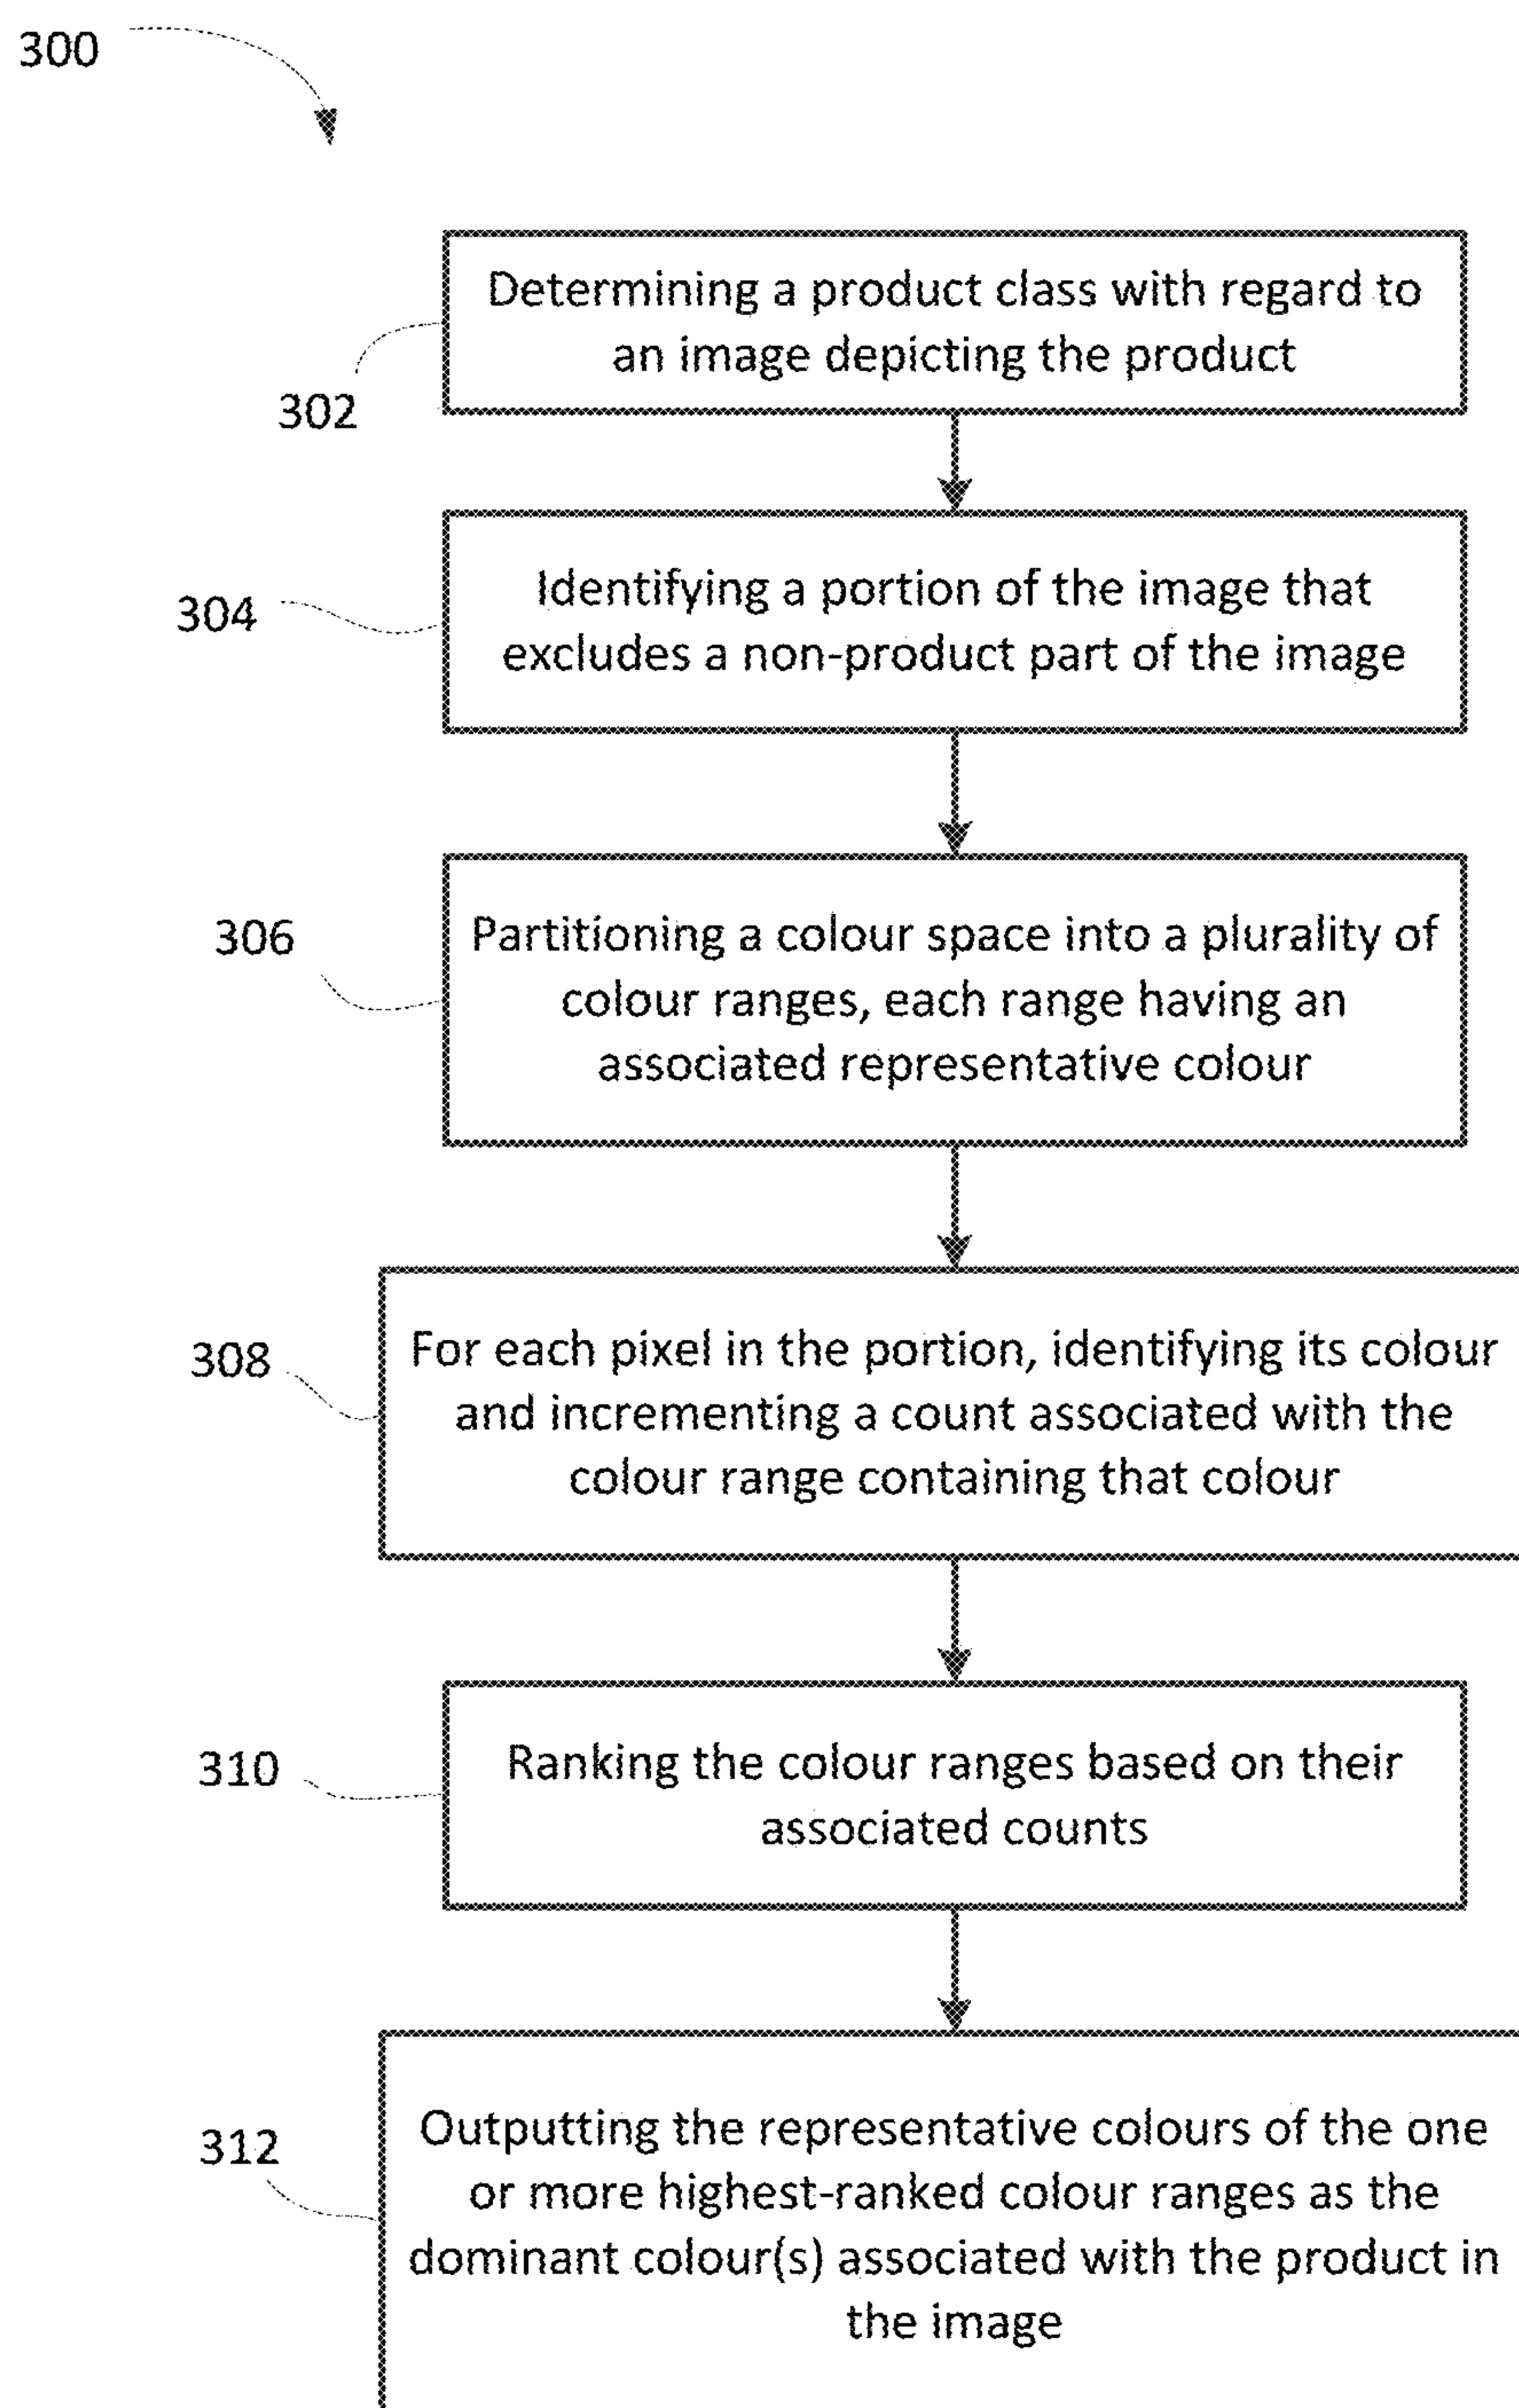 300
Determining a product class with regard to
an image depicting the product
302
Identifying a portion of the image that
excludes a non-product part of the image
304
Partitioning a colour space into a plurality of
colour ranges, each range having an
associated representative colour
306
For each pixel in the portion, identifying its colour
and incrementing a count associated with the
colour range containing that colour
308
Ranking the colour ranges based on their
associated counts
310
Outputting the representative colours of the one
or more highest-ranked colour ranges as the
dominant colour(s) associated with the product in
the image
312